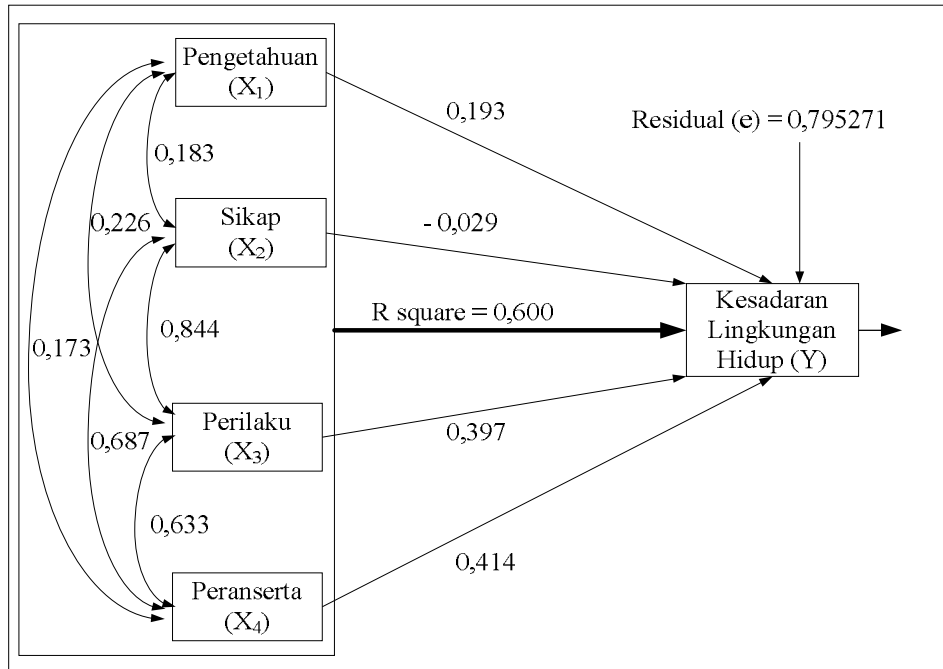 Pengetahuan
(X₁)
0,193
Residual (e) = 0,795271
0,183
Sikap
(X₂)
0,226
- 0,029
Kesadaran
Lingkungan
Hidup (Y)
R square = 0,600
0,173
0,844
Perilaku
(X₃)
0,687
0,397
0,633
0,414
Peranserta
(X₄)